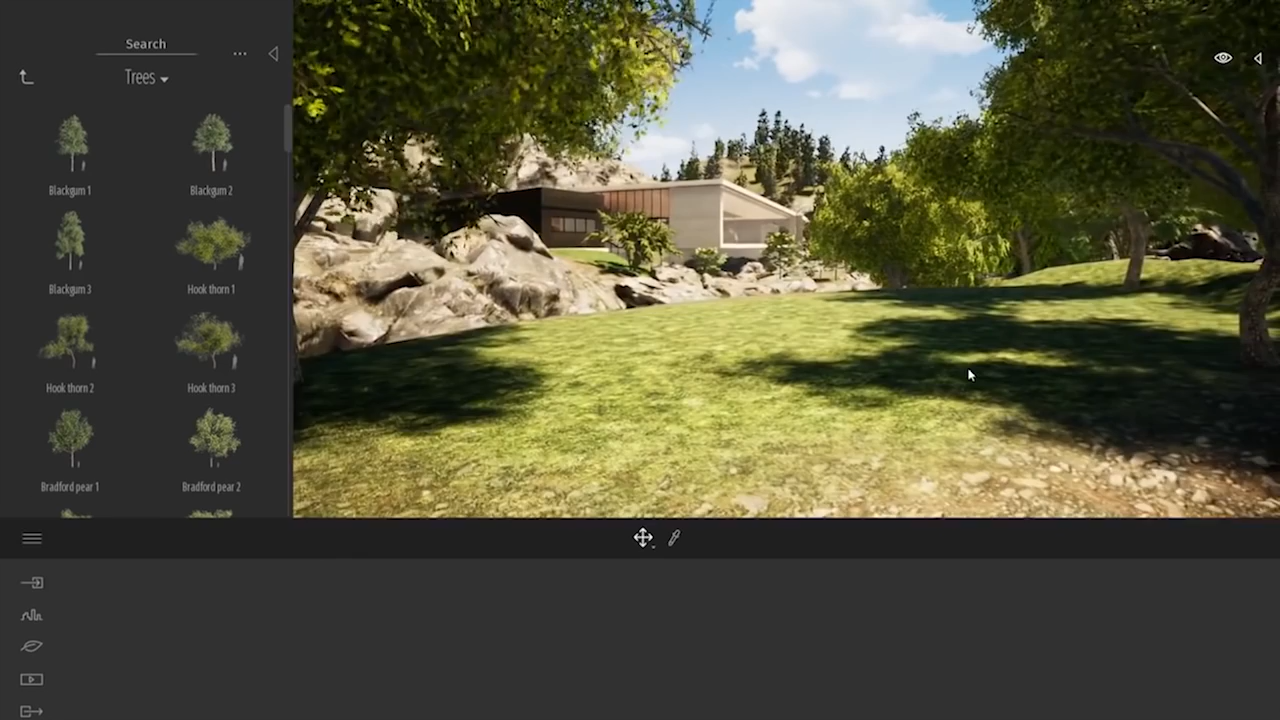 Search
...
Trees
Blackgum 1
Blackgum 2
Blackgum 3
Hook thorn 1
Hook thorn 2
Hook thorn 3
Bradford pear 1
Bradford pear 2